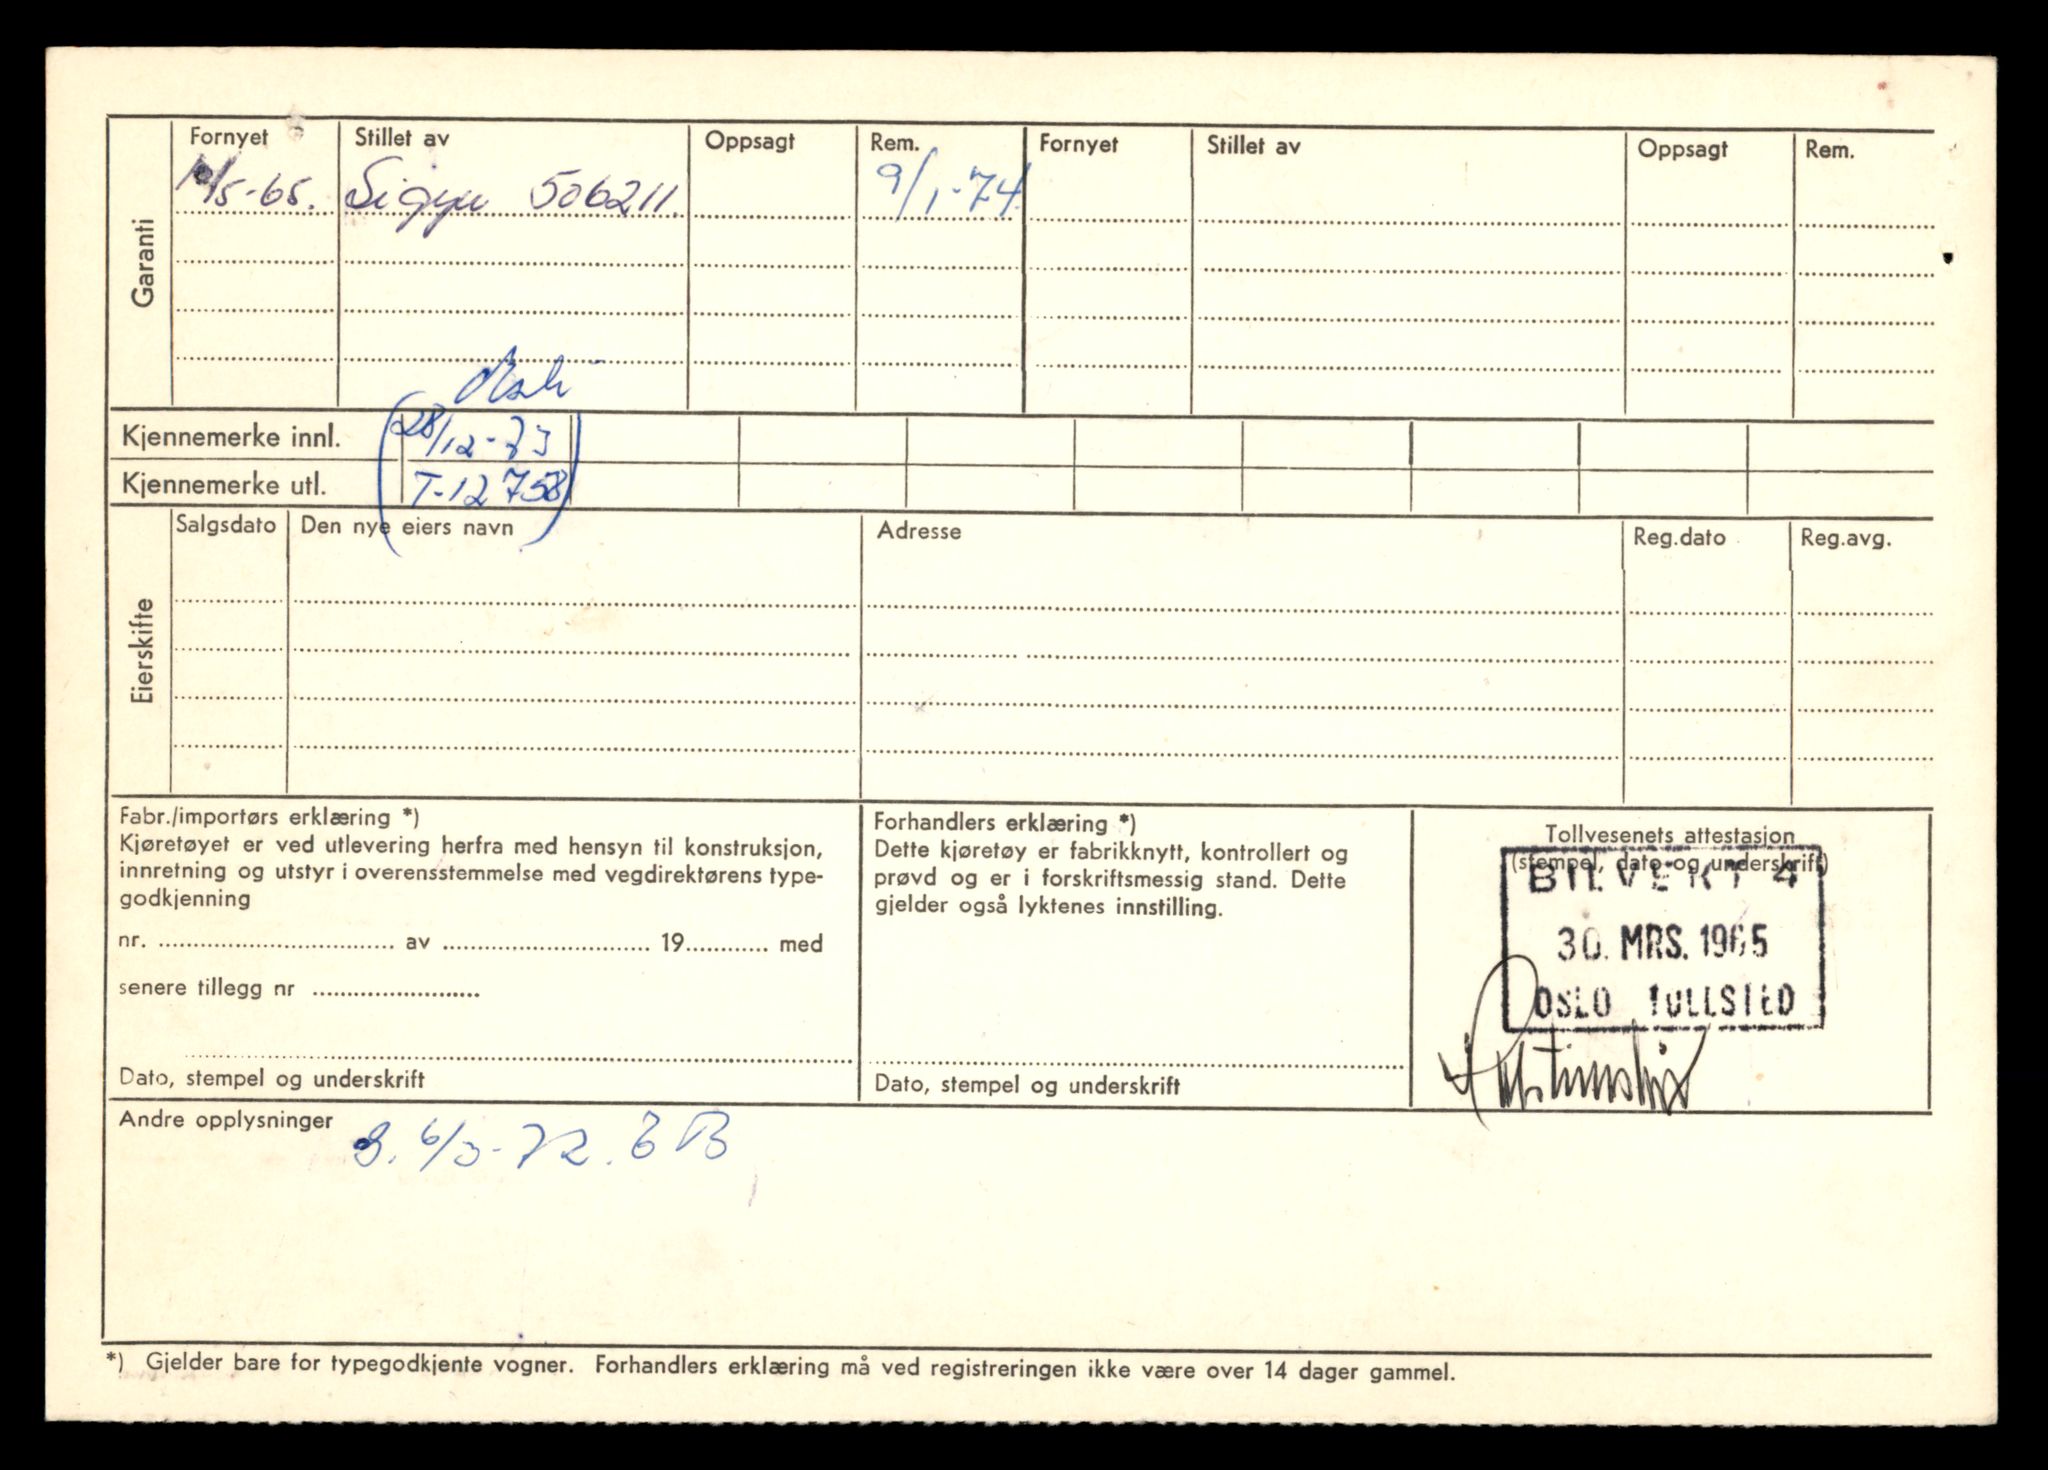 Garanti
Fornyet Stillet av Oppsagt Rem. Fornyet Stillet av Oppsagt Rem.
/5-65. Sigyn 506211. 9/1-74
Kjennemerke innl. 28/12-73
Kjennemerke utl. T-12758
Eierskifte
Salgsdato Den nye eiers navn Adresse Reg.dato Reg.avg.
Fabr./importørs erklæring *)
Kjøretøyet er ved utlevering herfra med hensyn til konstruksjon,
innretning og utstyr i overensstemmelse med vegdirektørens type-
godkjenning
nr. .................... av .................... 19............ med
senere tillegg nr ....................
Dato, stempel og underskrift
Forhandlers erklæring *)
Dette kjøretøy er fabrikknytt, kontrollert og
prøvd og er i forskriftsmessig stand. Dette
gjelder også lyktenes innstilling.
Dato, stempel og underskrift
Tollvesenets attestasjon
(stempel, dato og underskrift)
BILVERT 4
30. MRS. 1965
OSLO TOLLSTED
Andre opplysninger
6/3-72.
*) Gjelder bare for typegodkjente vogner. Forhandlers erklæring må ved registreringen ikke være over 14 dager gammel.